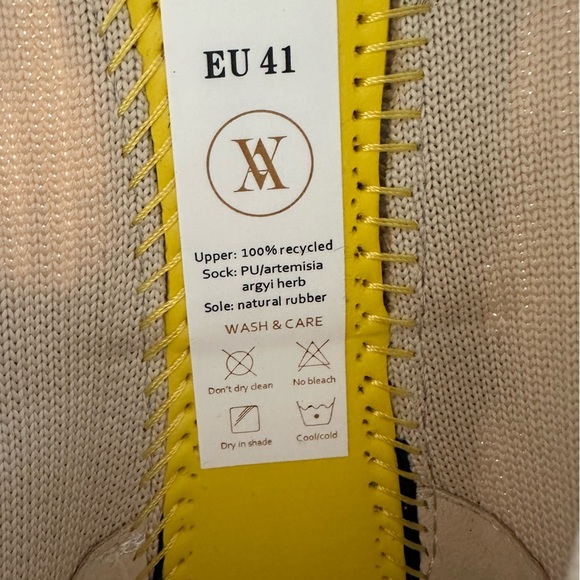 EU 41
Upper: 100% recycled
Sock: PU/artemisia
argyi herb
Sole: natural rubber
WASH & CARE
Don't dry clean
No bleach
Dry in shade
Cool/cold